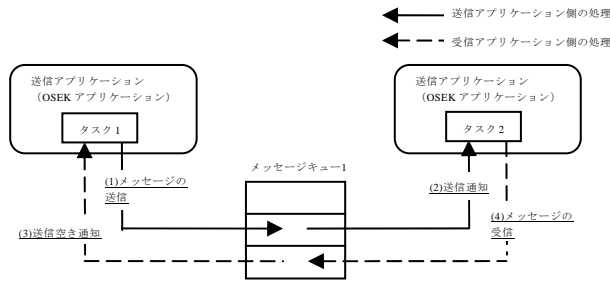 送信アプリケーション側の処理
受信アプリケーション側の処理
送信アプリケーション
（OSEK アプリケーション）
タスク 1
送信アプリケーション
（OSEK アプリケーション）
タスク 2
メッセージキュー1
(1)メッセージの
送信
(2)送信通知
(3)送信空き通知
(4)メッセージの
受信